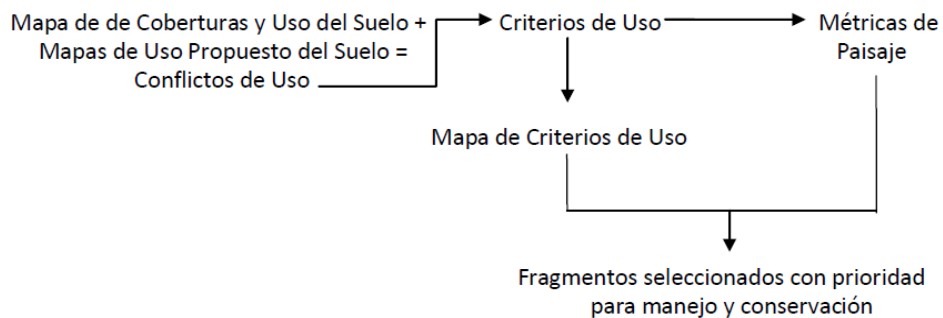 Mapa de de Coberturas y Uso del Suelo +
Mapas de Uso Propuesto del Suelo =
Conflictos de Uso
Criterios de Uso
Métricas de
Paisaje
Mapa de Criterios de Uso
Fragmentos seleccionados con prioridad
para manejo y conservación